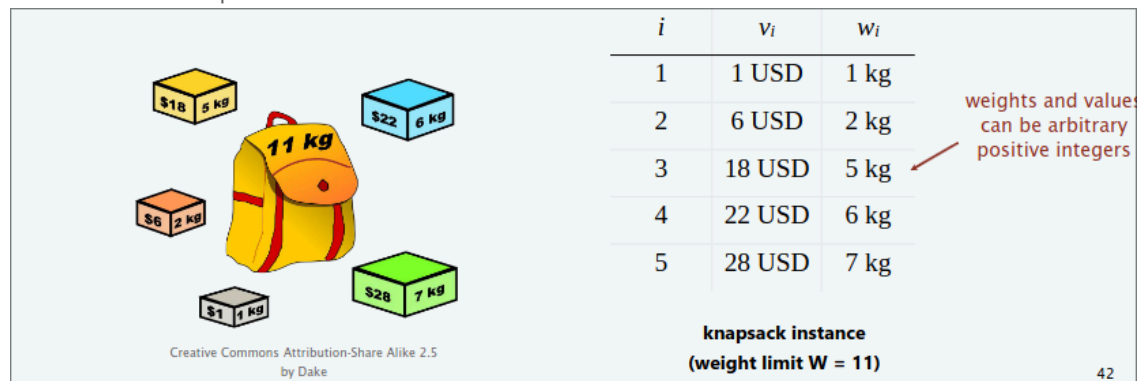 $18 5 kg
$22 6 kg
11 kg
$6 2 kg
$28 7 kg
$1 1 kg
Creative Commons Attribution-Share Alike 2.5
by Dake
i vi wi
1 1 USD 1 kg
2 6 USD 2 kg
3 18 USD 5 kg
4 22 USD 6 kg
5 28 USD 7 kg
weights and values
can be arbitrary
positive integers
knapsack instance
(weight limit W = 11)
42